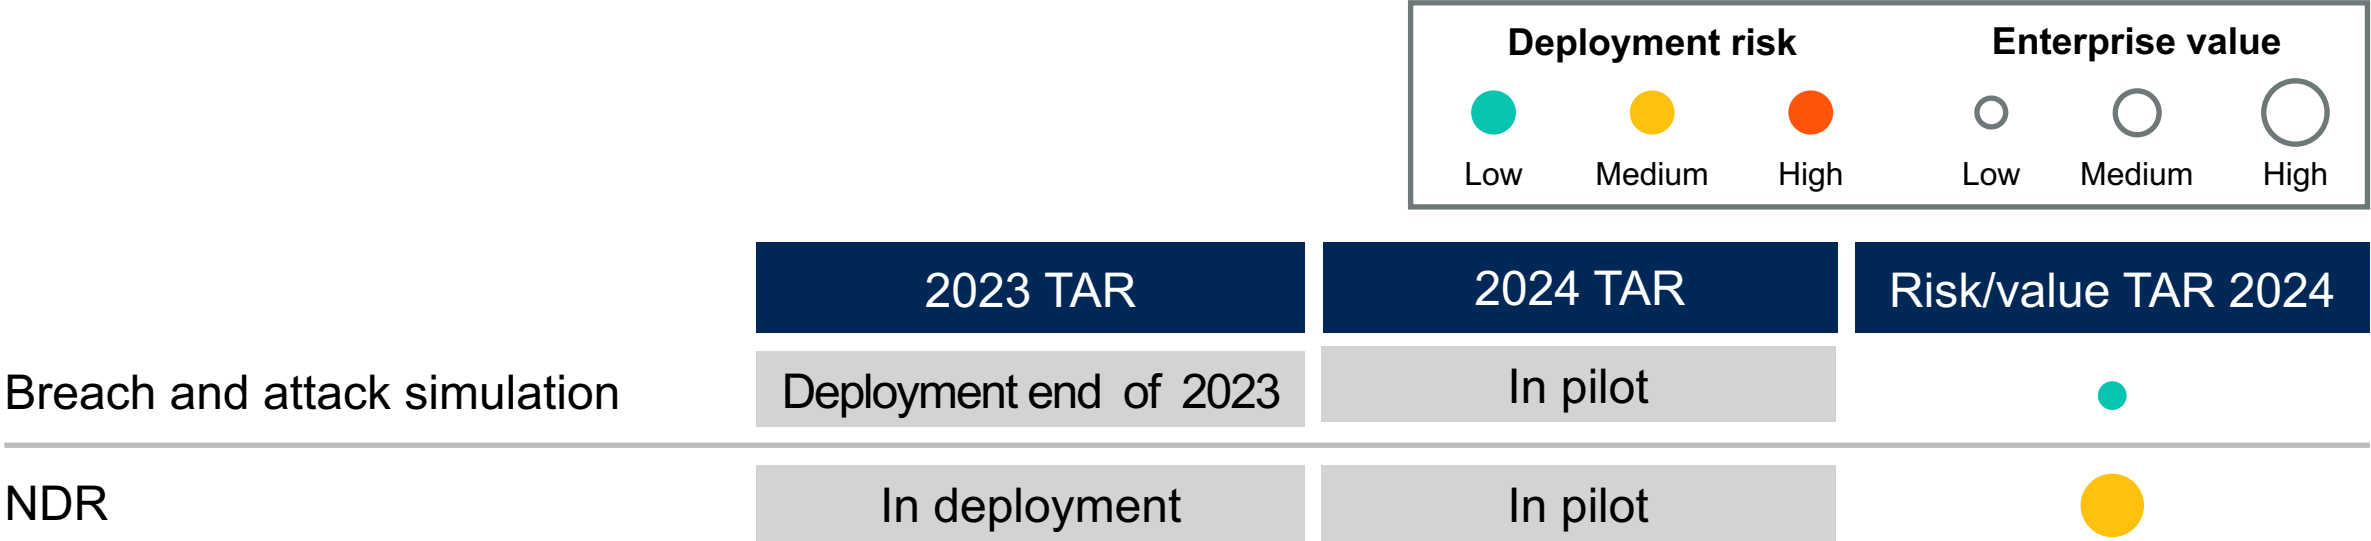 Deployment risk Enterprise value
Low Medium High Low Medium High
2023 TAR 2024 TAR Risk/value TAR 2024
Breach and attack simulation Deployment end of 2023 In pilot
NDR In deployment In pilot